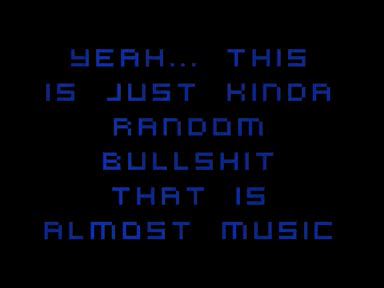 YEAH... THIS
IS JUST KINDA
RANDOM
BULLSHIT
THAT IS
ALMOST MUSIC